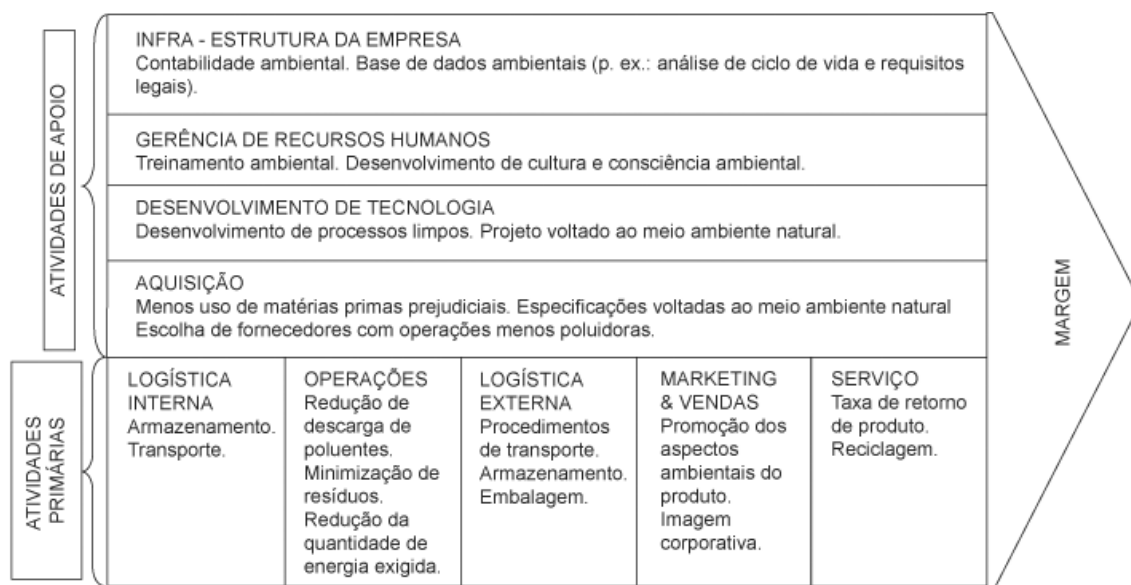 ATIVIDADES DE APOIO
INFRA - ESTRUTURA DA EMPRESA
Contabilidade ambiental. Base de dados ambientais (p. ex.: análise de ciclo de vida e requisitos
legais).
GERÊNCIA DE RECURSOS HUMANOS
Treinamento ambiental. Desenvolvimento de cultura e consciência ambiental.
DESENVOLVIMENTO DE TECNOLOGIA
Desenvolvimento de processos limpos. Projeto voltado ao meio ambiente natural.
AQUISIÇÃO
Menos uso de matérias primas prejudiciais. Especificações voltadas ao meio ambiente natural
Escolha de fornecedores com operações menos poluidoras.
ATIVIDADES
PRIMÁRIAS
LOGÍSTICA
INTERNA
Armazenamento.
Transporte.
OPERAÇÕES
Redução de
descarga de
poluentes.
Minimização de
resíduos.
Redução da
quantidade de
energia exigida.
LOGÍSTICA
EXTERNA
Procedimentos
de transporte.
Armazenamento.
Embalagem.
MARKETING
& VENDAS
Promoção dos
aspectos
ambientais do
produto.
Imagem
corporativa.
SERVIÇO
Taxa de retorno
de produto.
Reciclagem.
MARGEM